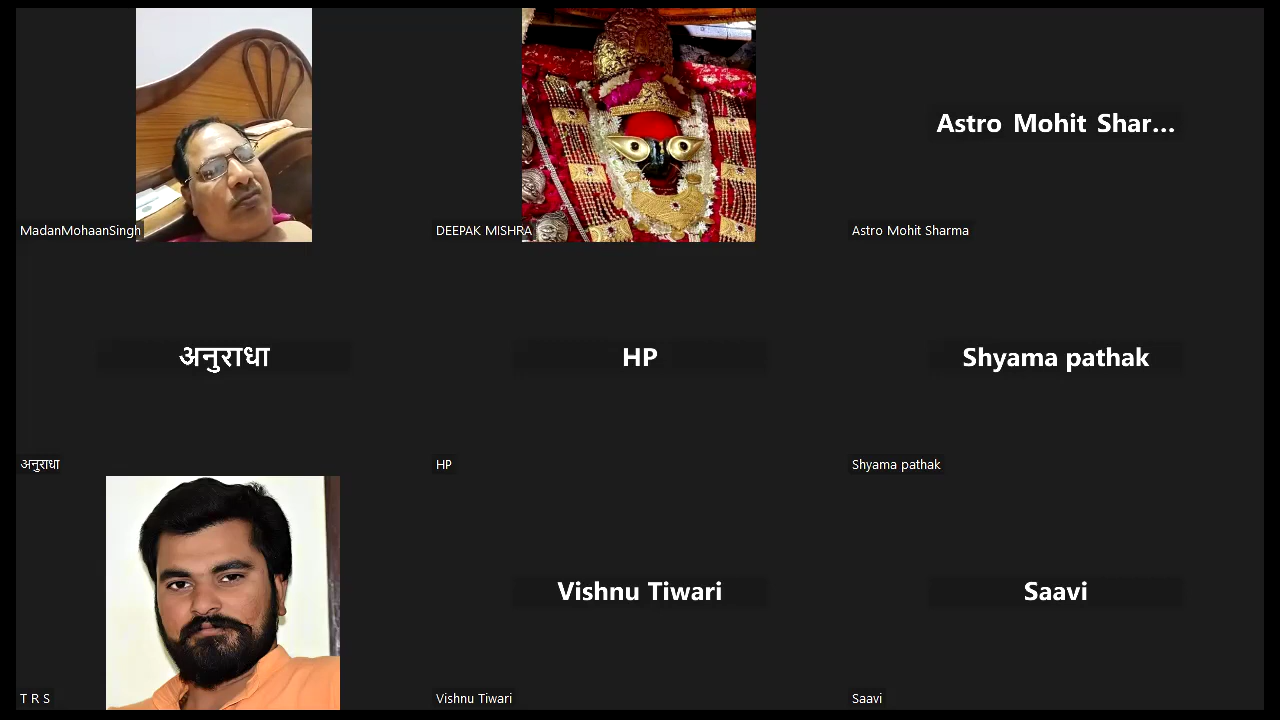 MadanMohaanSingh
DEEPAK MISHRA
Astro Mohit Shar...
Astro Mohit Sharma
अनुराधा
अनुराधा
HP
HP
Shyama pathak
Shyama pathak
T R S
Vishnu Tiwari
Vishnu Tiwari
Saavi
Saavi